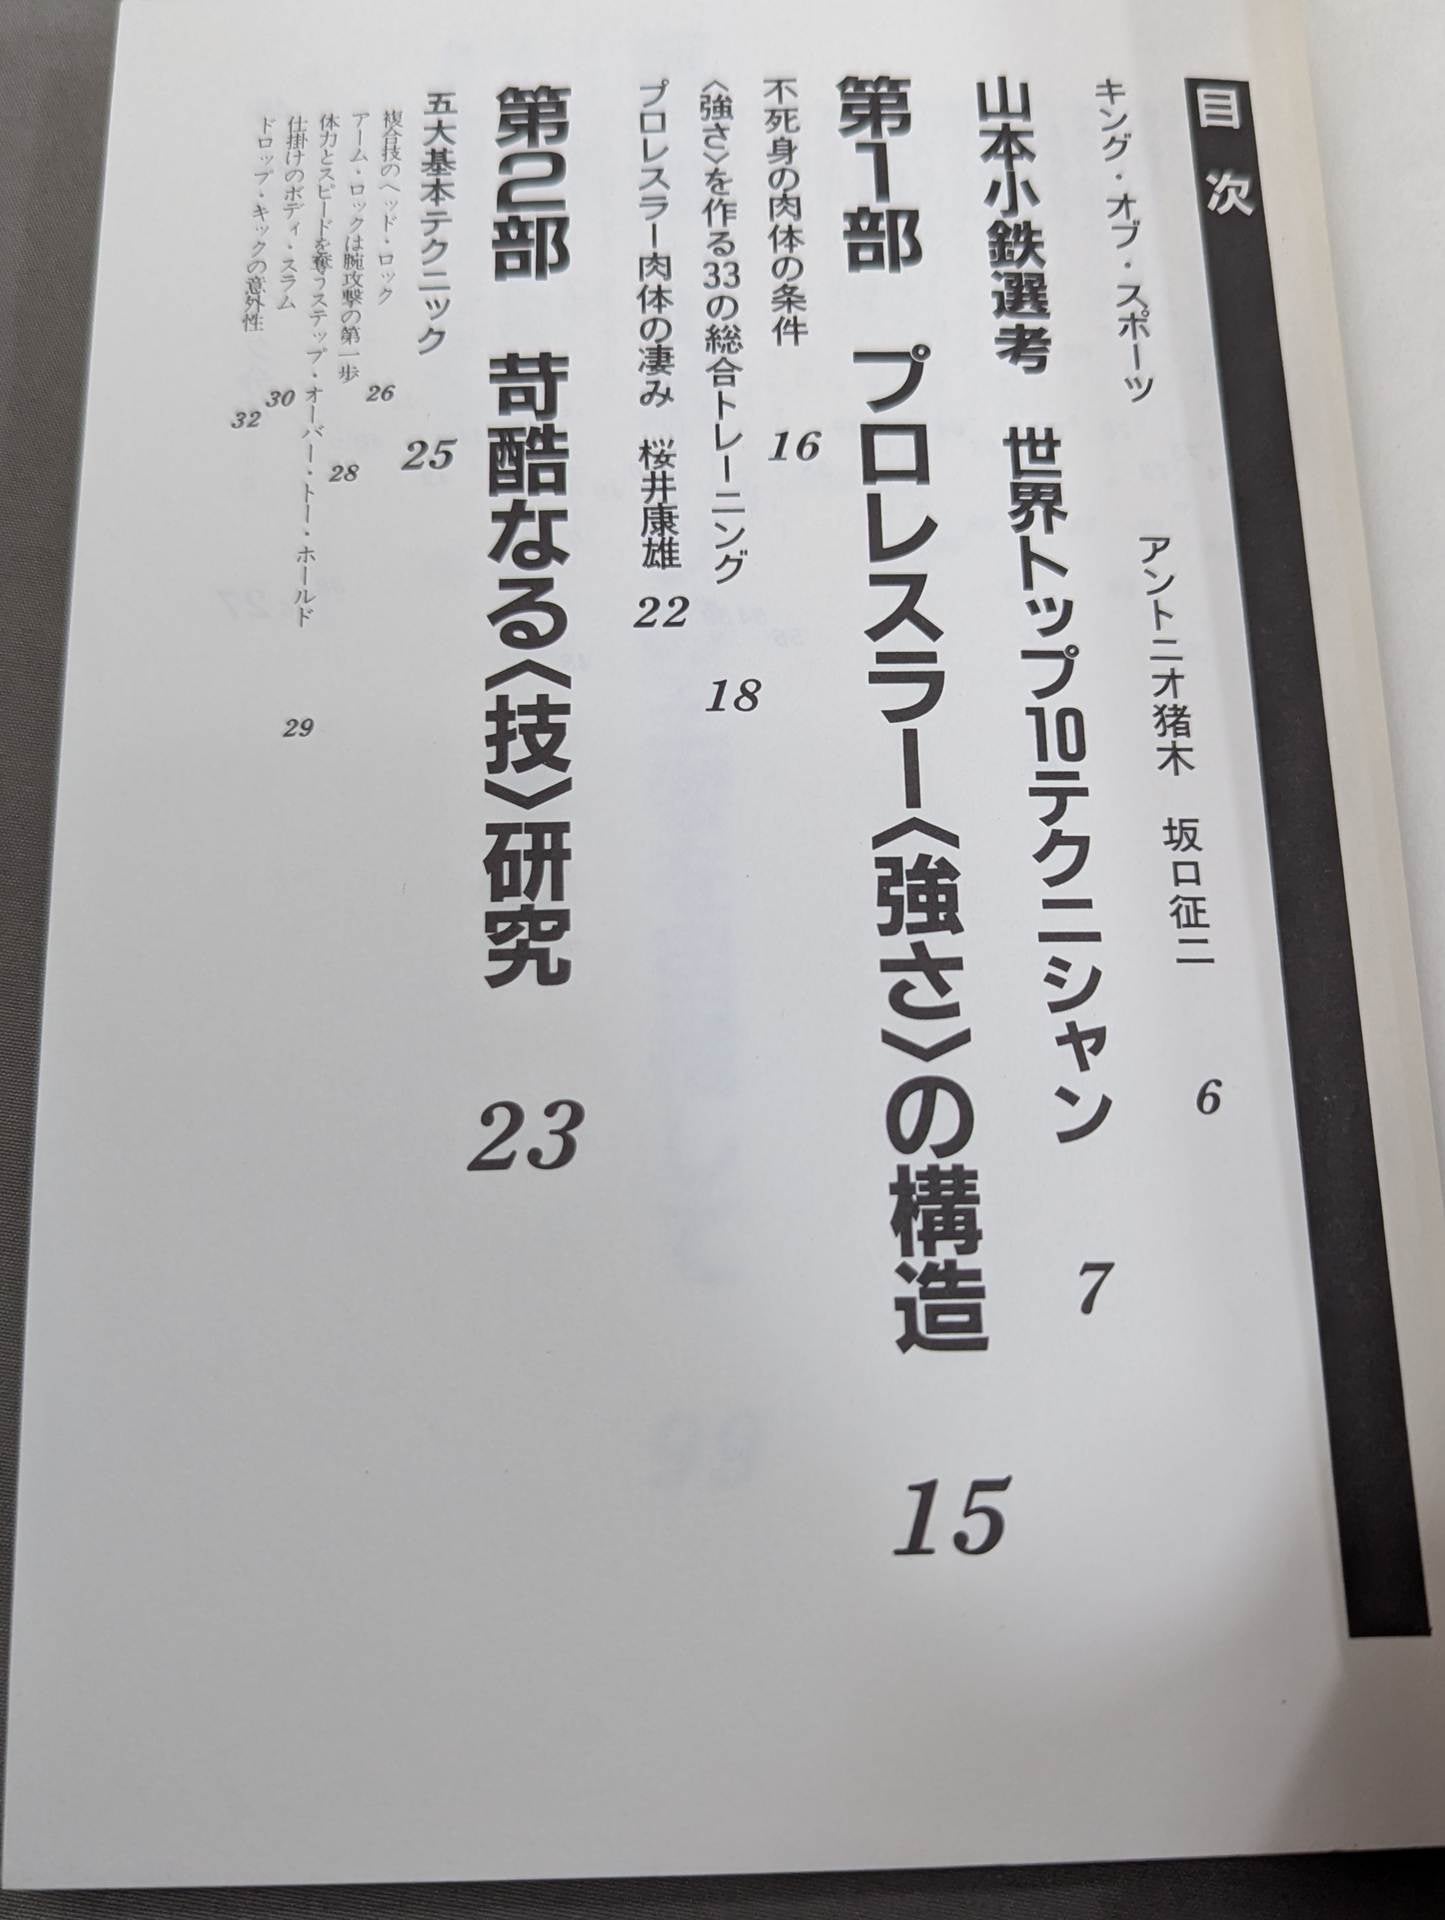 目次
キング・オブ・スポーツ　アントニオ猪木　坂口征二　6
山本小鉄選考　世界トップ10テクニシャン　7
第1部　プロレスラー〈強さ〉の構造　15
不死身の肉体の条件　16
〈強さ〉を作る33の総合トレーニング　18
プロレスラー肉体の凄み　桜井康雄　22
第2部　苛酷なる〈技〉研究　23
五大基本テクニック　25
複合技のヘッド・ロック　26
アーム・ロックは腕攻撃の第一歩　28
体力とスピードを奪うステップ・オーバー・トー・ホールド　29
仕掛けのボディ・スラム　30
ドロップ・キックの意外性　32